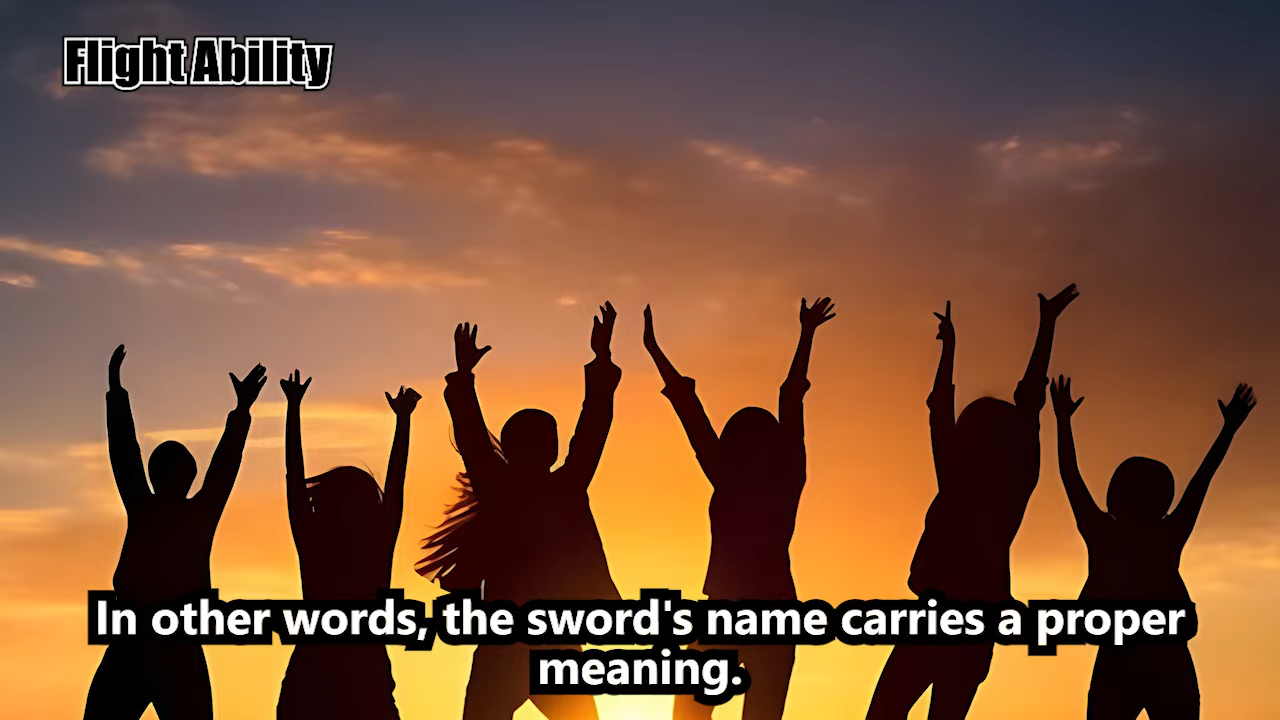 Flight Ability
In other words, the sword's name carries a proper
meaning.